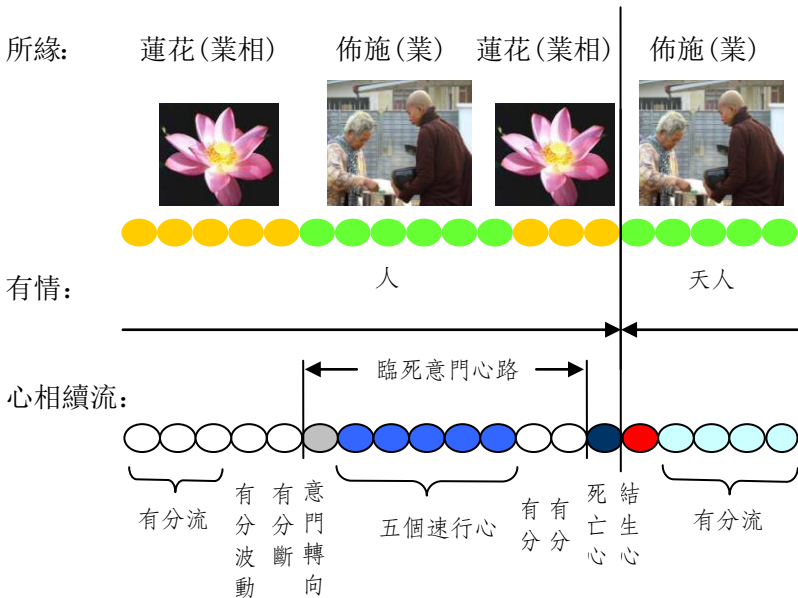 所緣: 蓮花(業相) 佈施(業) 蓮花(業相) 佈施(業)
有情: 人 天人
臨死意門心路
心相續流:
有分流 有分波動 有分斷 意門轉向 五個速行心 有分 有分 死亡心 結生心 有分流